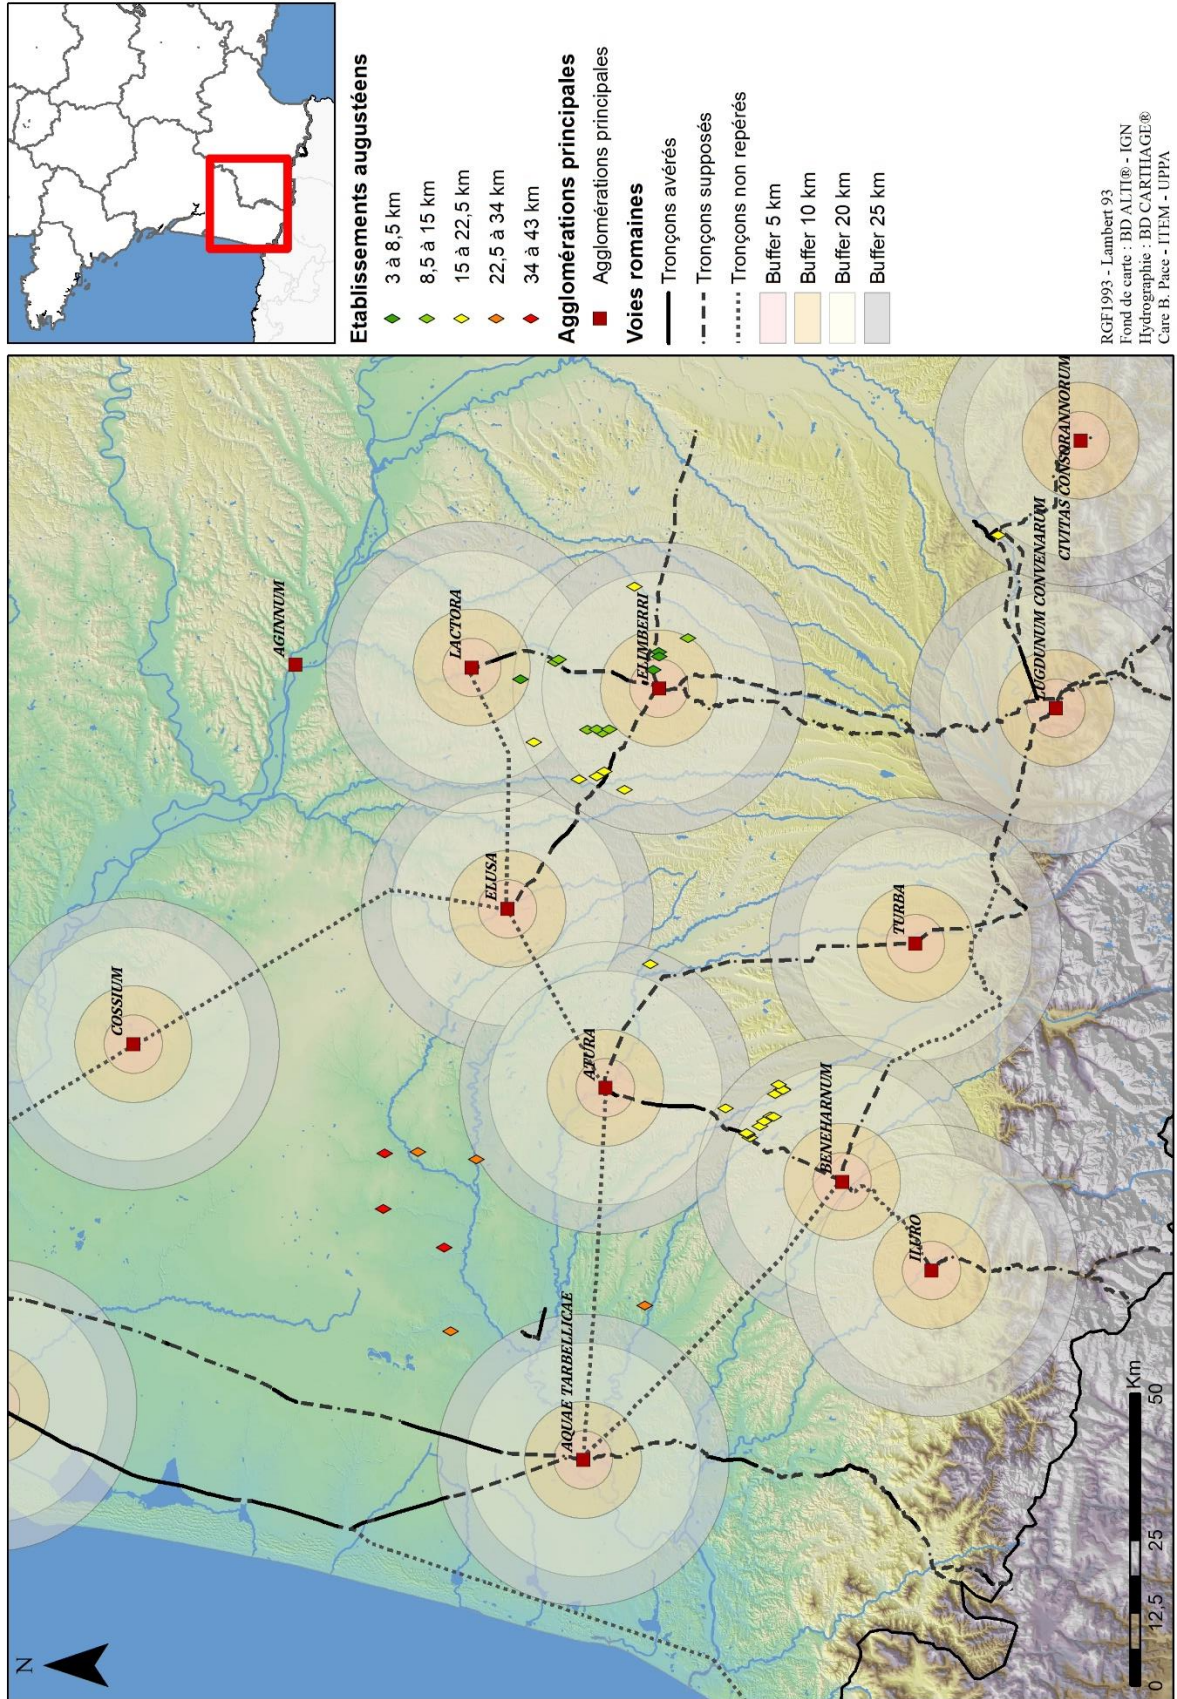 N
COSSIUM
AGINNUM
LACTORA
ELUSA
ELIMBERRI
ATURA
AQUAE TARBELLICAE
BENEHARNUM
TURBA
ILURO
LUGDUNUM CONVENARUM
CIVITAS CONSORANNORUM
0 12,5 25 50
Km
Etablissements augustéens
3 à 8,5 km
8,5 à 15 km
15 à 22,5 km
22,5 à 34 km
34 à 43 km
Agglomérations principales
Agglomérations principales
Voies romaines
Tronçons avérés
Tronçons supposés
Tronçons non repérés
Buffer 5 km
Buffer 10 km
Buffer 20 km
Buffer 25 km
RGF1993 - Lambert 93
Fond de carte : BD ALTI® - IGN
Hydrographie : BD CARTHAGE®
Care B. Pace - ITEM - UPPA